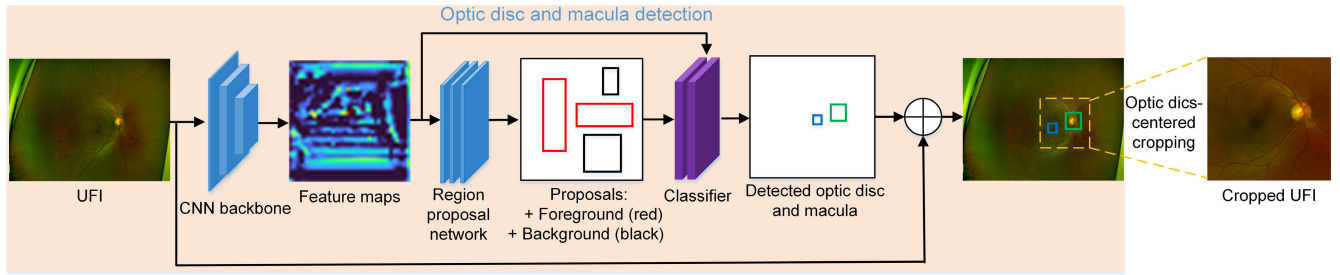 Optic disc and macula detection
UFI
CNN backbone
Feature maps
Region
proposal
network
Proposals:
+ Foreground (red)
+ Background (black)
Classifier
Detected optic disc
and macula
Optic dics-
centered
cropping
Cropped UFI